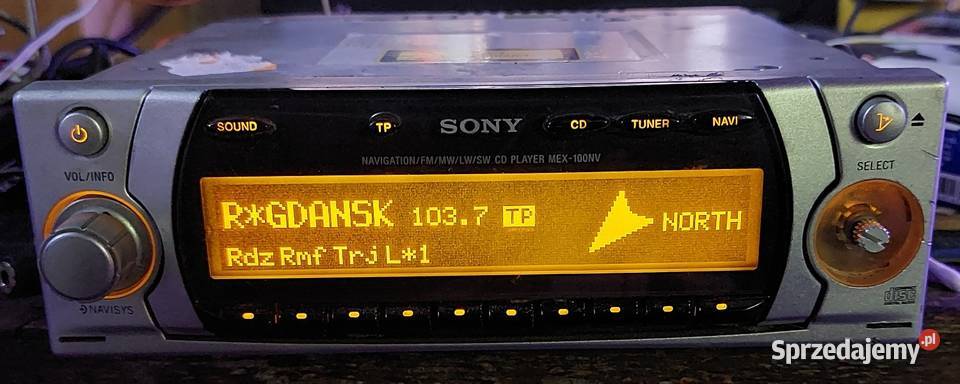 SOUND TP SONY CD TUNER NAVI
NAVIGATION/FM/MW/LW/SW CD PLAYER MEX-100NV
VOL/INFO
SELECT
R*GDANSK 103.7 TP
NORTH
Rdz Rmf Trj L*1
NAVISYS
disc
Sprzedajemy.pl